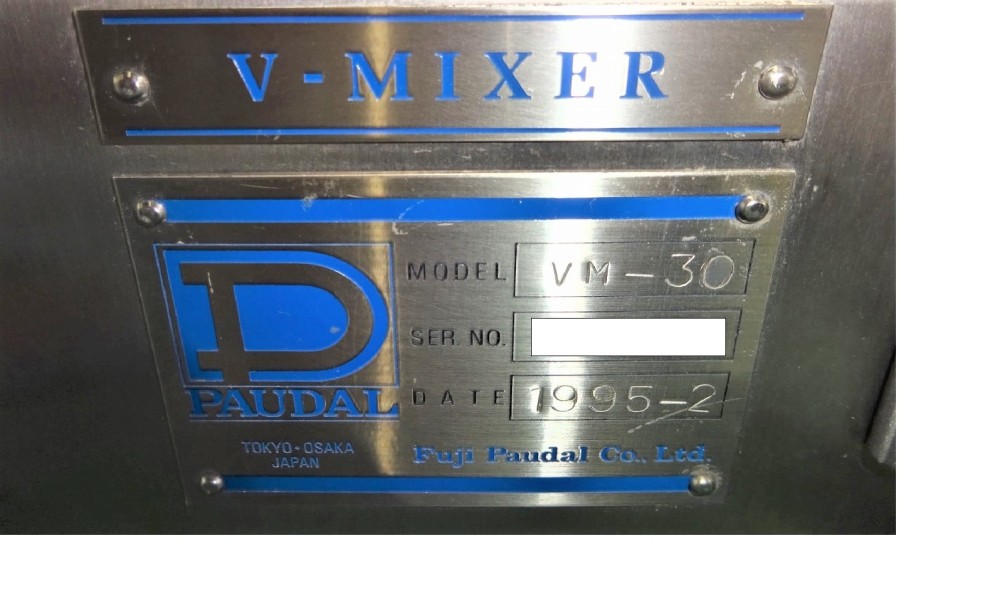 V-MIXER
MODEL VM-30
SER. NO.
DATE 1995-2
PAUDAL
TOKYO·OSAKA
JAPAN
Fuji Paudal Co., Ltd.